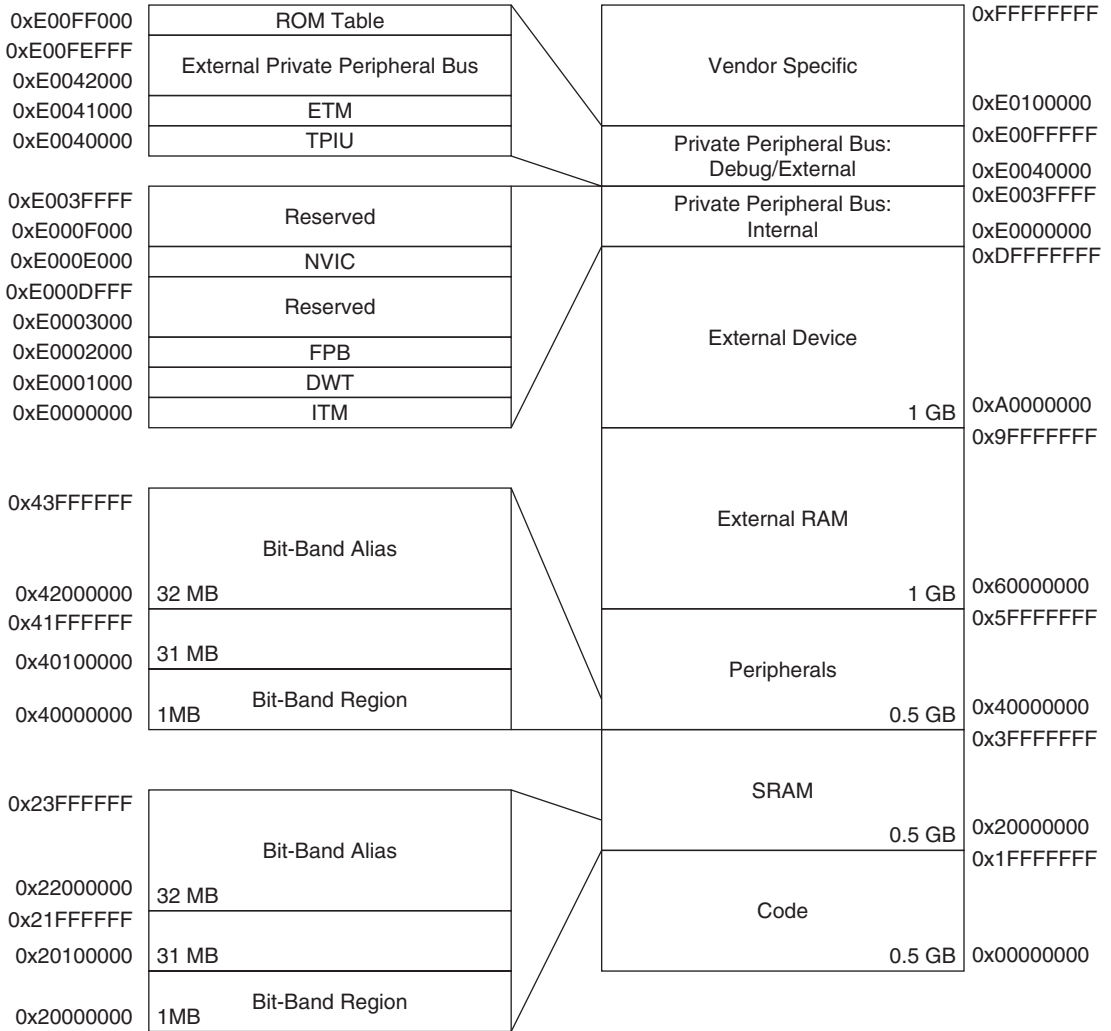 0xE00FF000
ROM Table
0xE00FEFFF
External Private Peripheral Bus
0xE0042000
0xE0041000
ETM
0xE0040000
TPIU
0xE003FFFF
Reserved
0xE000F000
0xE000E000
NVIC
0xE000DFFF
Reserved
0xE0003000
0xE0002000
FPB
0xE0001000
DWT
0xE0000000
ITM
0x43FFFFFF
Bit-Band Alias
0x42000000
32 MB
0x41FFFFFF
0x40100000
31 MB
Bit-Band Region
0x40000000
1MB
0x23FFFFFF
Bit-Band Alias
0x22000000
32 MB
0x21FFFFFF
0x20100000
31 MB
Bit-Band Region
0x20000000
1MB
0xFFFFFFFF
Vendor Specific
0xE0100000
0xE00FFFFF
Private Peripheral Bus:
Debug/External
0xE0040000
0xE003FFFF
Private Peripheral Bus:
Internal
0xE0000000
0xDFFFFFFF
External Device
1 GB
0xA0000000
0x9FFFFFFF
External RAM
1 GB
0x60000000
0x5FFFFFFF
Peripherals
0.5 GB
0x40000000
0x3FFFFFFF
SRAM
0.5 GB
0x20000000
0x1FFFFFFF
Code
0.5 GB
0x00000000